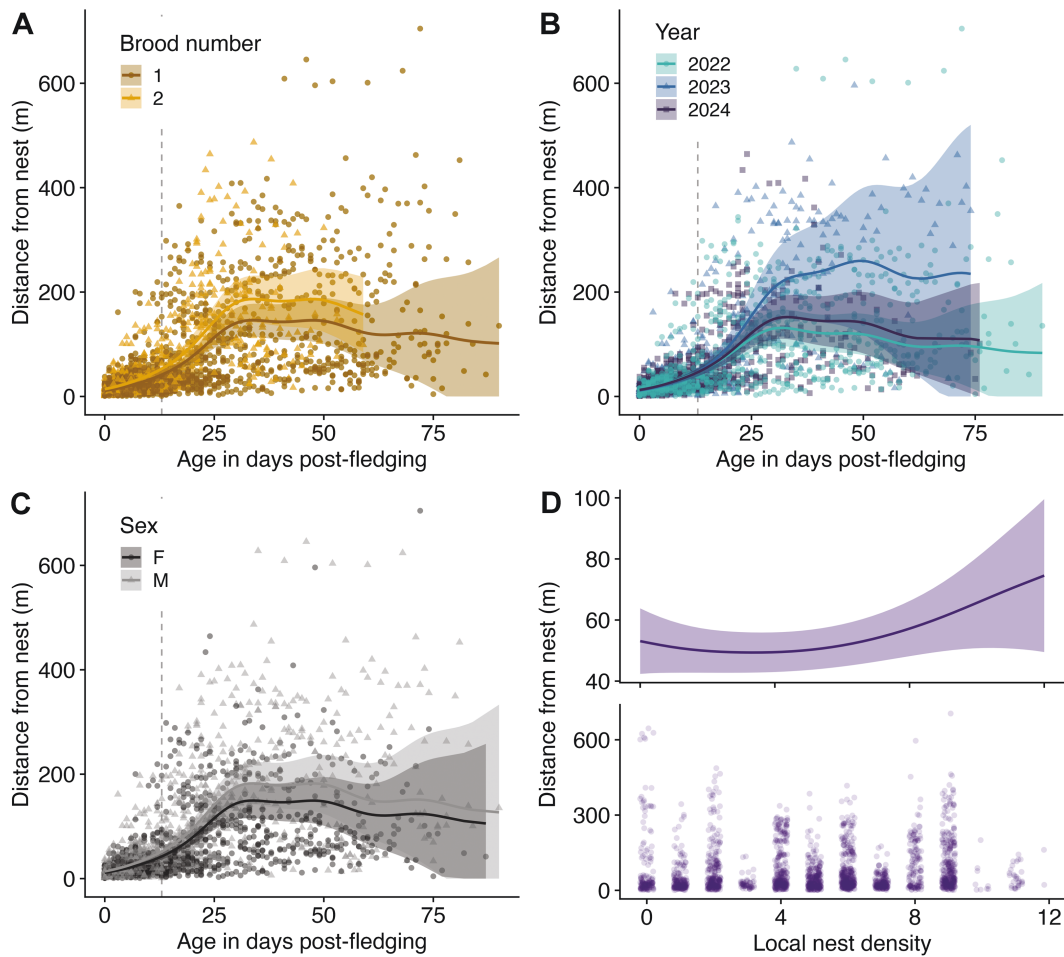 A
Brood number
1
2
Distance from nest (m)
600
400
200
0
0 25 50 75
Age in days post-fledging
B
Year
2022
2023
2024
Distance from nest (m)
600
400
200
0
0 25 50 75
Age in days post-fledging
C
Sex
F
M
Distance from nest (m)
600
400
200
0
0 25 50 75
Age in days post-fledging
D
Distance from nest (m)
100
80
60
40
Distance from nest (m)
600
300
0
0 4 8 12
Local nest density